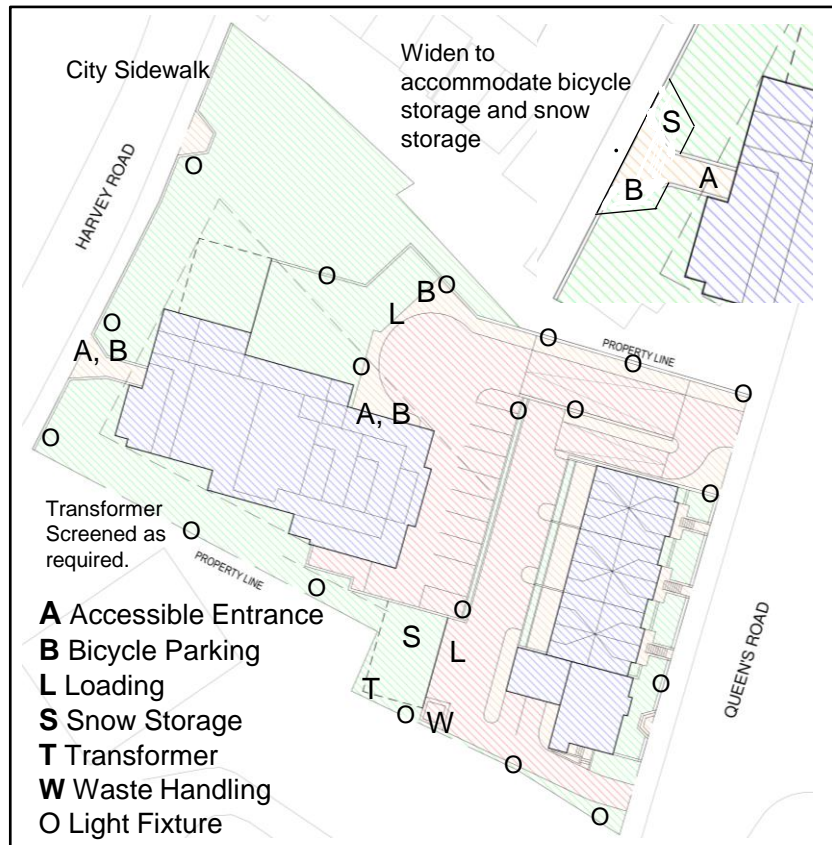 City Sidewalk
Widen to
accommodate bicycle
storage and snow
storage
S
B
A
HARVEY ROAD
O
O
B
O
L
O
O
PROPERTY LINE
O
A, B
O
O
A, B
O
O
O
O
Transformer
Screened as
required.
O
PROPERTY LINE
O
O
S
L
T
O
W
O
O
O
QUEEN'S ROAD
A Accessible Entrance
B Bicycle Parking
L Loading
S Snow Storage
T Transformer
W Waste Handling
O Light Fixture